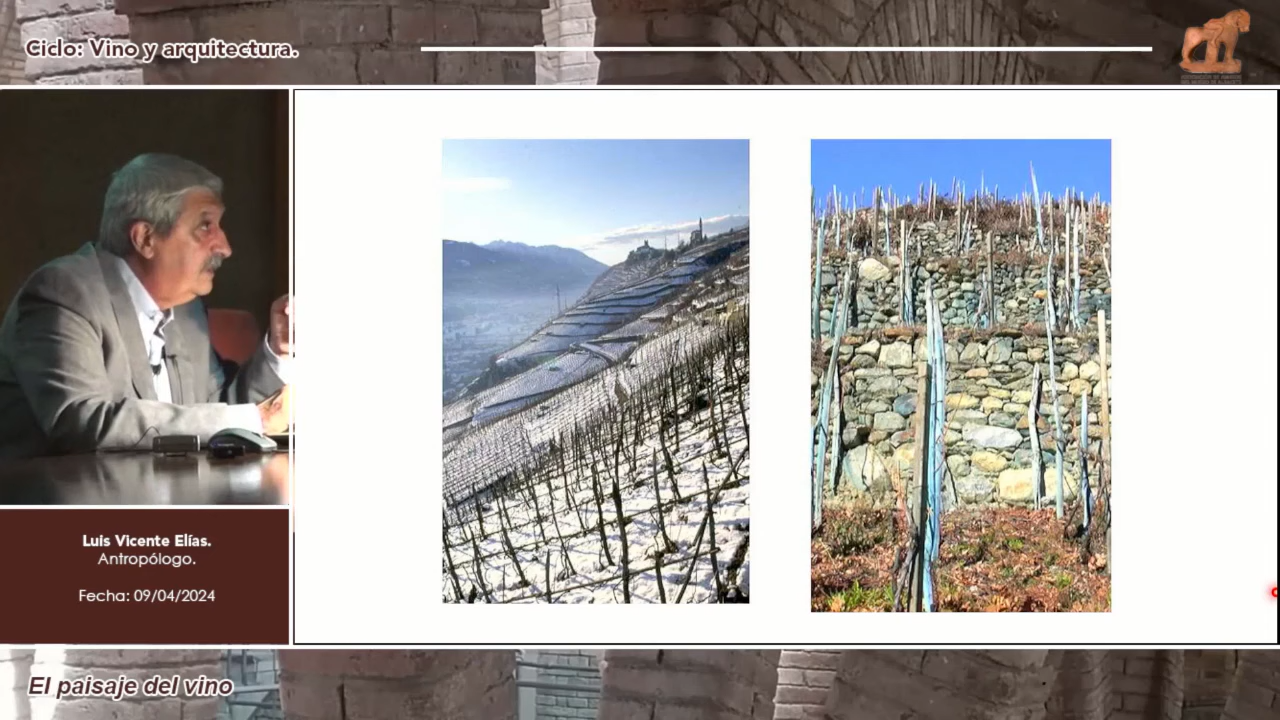 Ciclo: Vino y arquitectura.
Luis Vicente Elías.
Antropólogo.
Fecha: 09/04/2024
El paisaje del vino